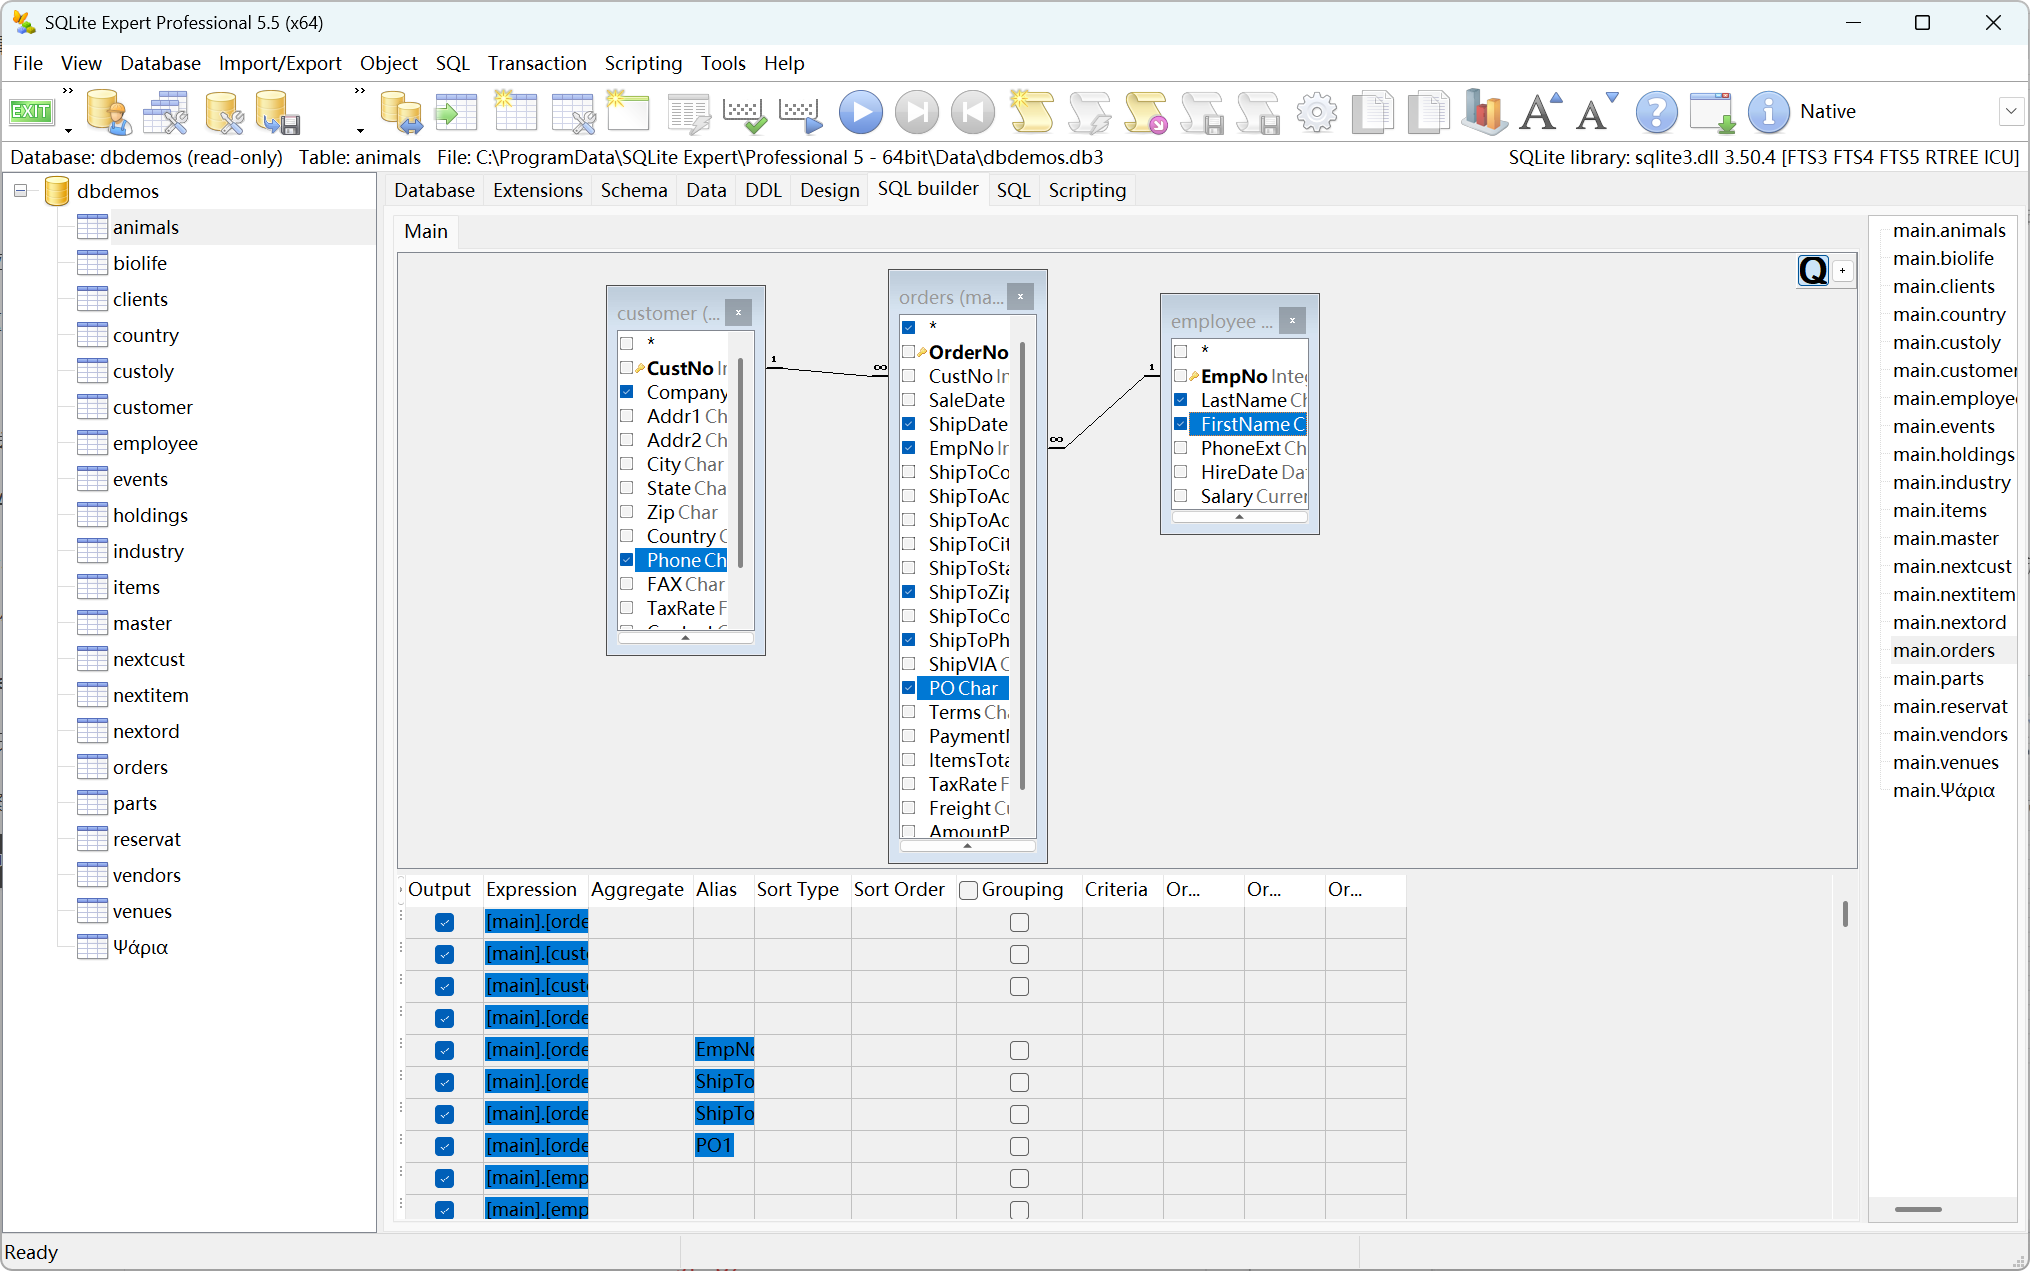 SQLite Expert Professional 5.5 (x64)
File View Database Import/Export Object SQL Transaction Scripting Tools Help
EXIT
Native
Database: dbdemos (read-only) Table: animals File: C:\ProgramData\SQLite Expert\Professional 5 - 64bit\Data\dbdemos.db3
SQLite library: sqlite3.dll 3.50.4 [FTS3 FTS4 FTS5 RTREE ICU]
dbdemos
animals
biolife
clients
country
custoly
customer
employee
events
holdings
industry
items
master
nextcust
nextitem
nextord
orders
parts
reservat
vendors
venues
Ψάρια
Database Extensions Schema Data DDL Design SQL builder SQL Scripting
Main
Q +
customer (...
*
CustNo In
Company
Addr1 Ch
Addr2 Ch
City Char
State Cha
Zip Char
Country C
Phone Ch
FAX Char
TaxRate F
1
∞
orders (ma...
*
OrderNo
CustNo In
SaleDate
ShipDate
EmpNo In
ShipToCo
ShipToAd
ShipToAd
ShipToCit
ShipToSta
ShipToZip
ShipToCo
ShipToPh
ShipVIA C
PO Char
Terms Cha
PaymentM
ItemsTota
TaxRate F
Freight Cu
AmountP
∞
1
employee ...
*
EmpNo Integ
LastName Ch
FirstName C
PhoneExt Ch
HireDate Dat
Salary Curren
Output Expression Aggregate Alias Sort Type Sort Order Grouping Criteria Or... Or... Or...
[main].[orde
[main].[custo
[main].[custo
[main].[orde
[main].[orde EmpNo
[main].[orde ShipTo
[main].[orde ShipTo
[main].[orde PO1
[main].[emp
[main].[emp
main.animals
main.biolife
main.clients
main.country
main.custoly
main.customer
main.employee
main.events
main.holdings
main.industry
main.items
main.master
main.nextcust
main.nextitem
main.nextord
main.orders
main.parts
main.reservat
main.vendors
main.venues
main.Ψάρια
Ready